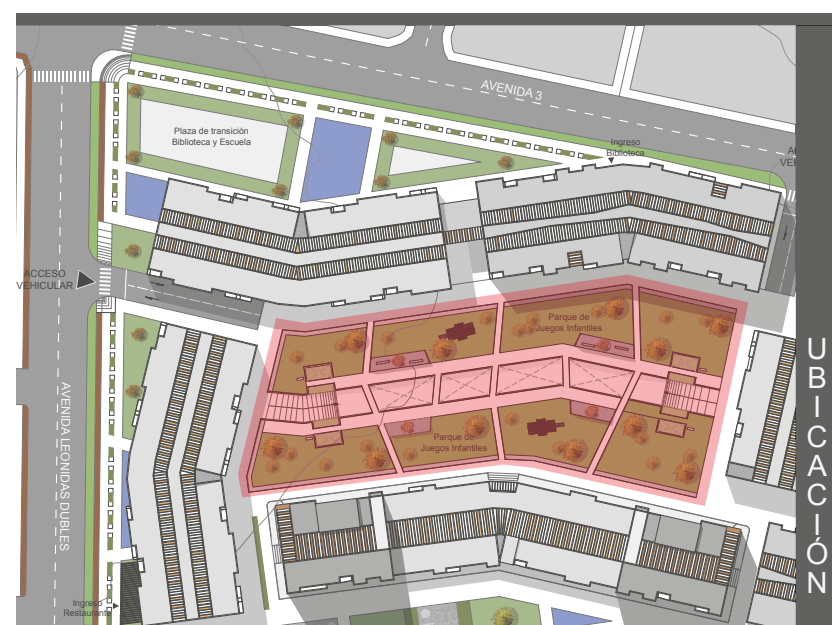 AVENIDA 3
Plaza de transición
Biblioteca y Escuela
Ingreso
Biblioteca
ACCESO
VEHICULAR
Parque de
Juegos Infantiles
Parque de
Juegos Infantiles
AVENIDA LEONIDAS DUBLES
Ingreso
Restaurante
UBICACIÓN